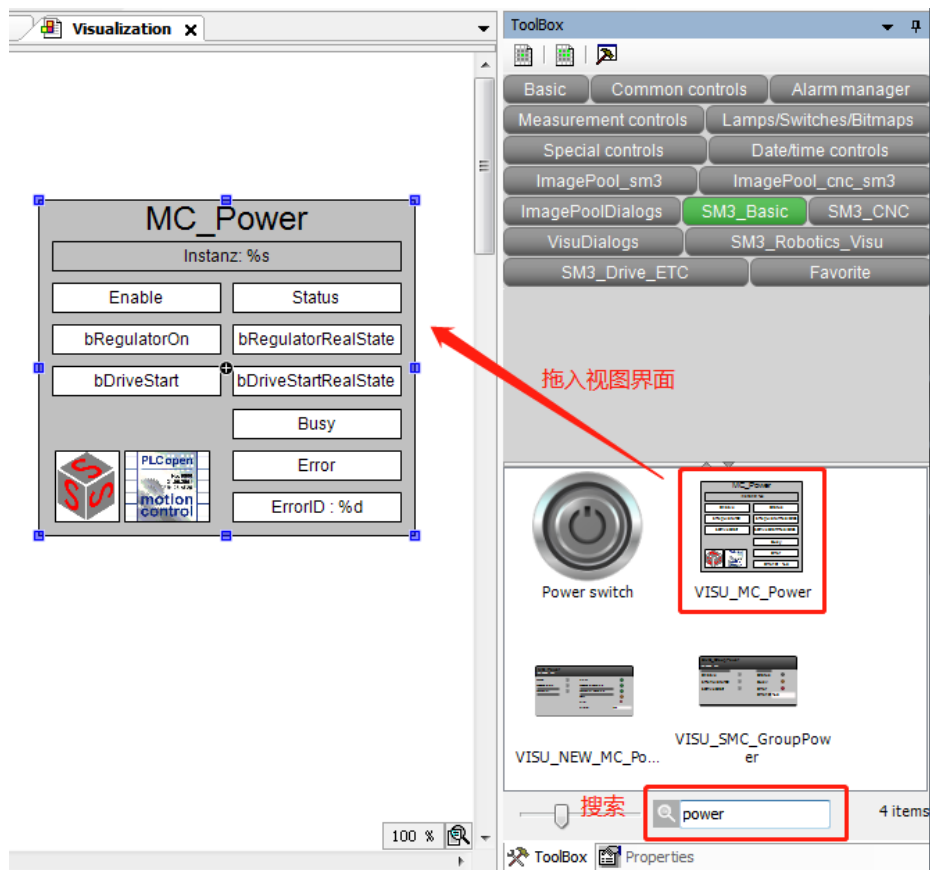 Visualization
ToolBox
Basic
Common controls
Alarm manager
Measurement controls
Lamps/Switches/Bitmaps
Special controls
Date/time controls
ImagePool_sm3
ImagePool_cnc_sm3
ImagePoolDialogs
SM3_Basic
SM3_CNC
VisuDialogs
SM3_Robotics_Visu
SM3_Drive_ETC
Favorite
MC_Power
Instanz: %s
Enable
Status
bRegulatorOn
bRegulatorRealState
bDriveStart
bDriveStartRealState
Busy
Error
ErrorID : %d
PLCopen
motion
control
拖入视图界面
MC_Power
Power switch
VISU_MC_Power
VISU_NEW_MC_Po...
VISU_SMC_GroupPow
er
搜索
power
4 items
100 %
ToolBox
Properties